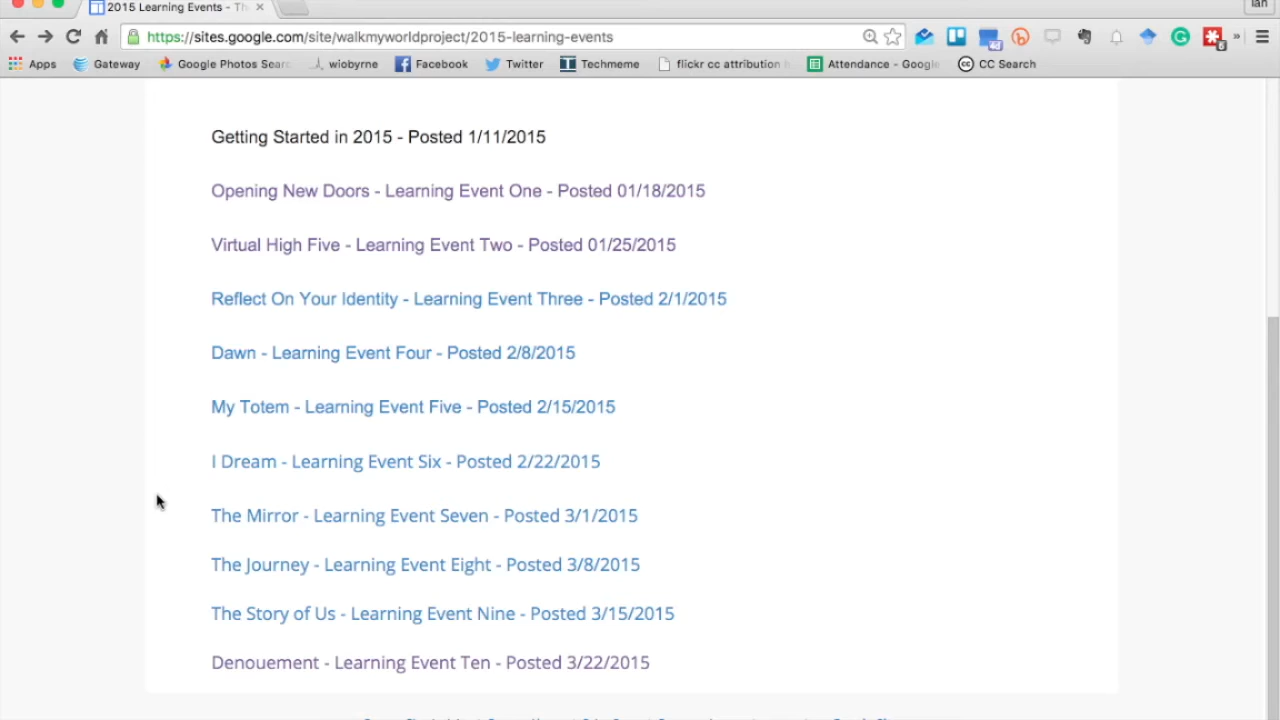 2015 Learning Events - Th
Ian
https://sites.google.com/site/walkmyworldproject/2015-learning-events
Apps Gateway Google Photos Sear wiobyrne Facebook Twitter Techmeme flickr cc attribution Attendance - Google CC Search
Getting Started in 2015 - Posted 1/11/2015
Opening New Doors - Learning Event One - Posted 01/18/2015
Virtual High Five - Learning Event Two - Posted 01/25/2015
Reflect On Your Identity - Learning Event Three - Posted 2/1/2015
Dawn - Learning Event Four - Posted 2/8/2015
My Totem - Learning Event Five - Posted 2/15/2015
I Dream - Learning Event Six - Posted 2/22/2015
The Mirror - Learning Event Seven - Posted 3/1/2015
The Journey - Learning Event Eight - Posted 3/8/2015
The Story of Us - Learning Event Nine - Posted 3/15/2015
Denouement - Learning Event Ten - Posted 3/22/2015